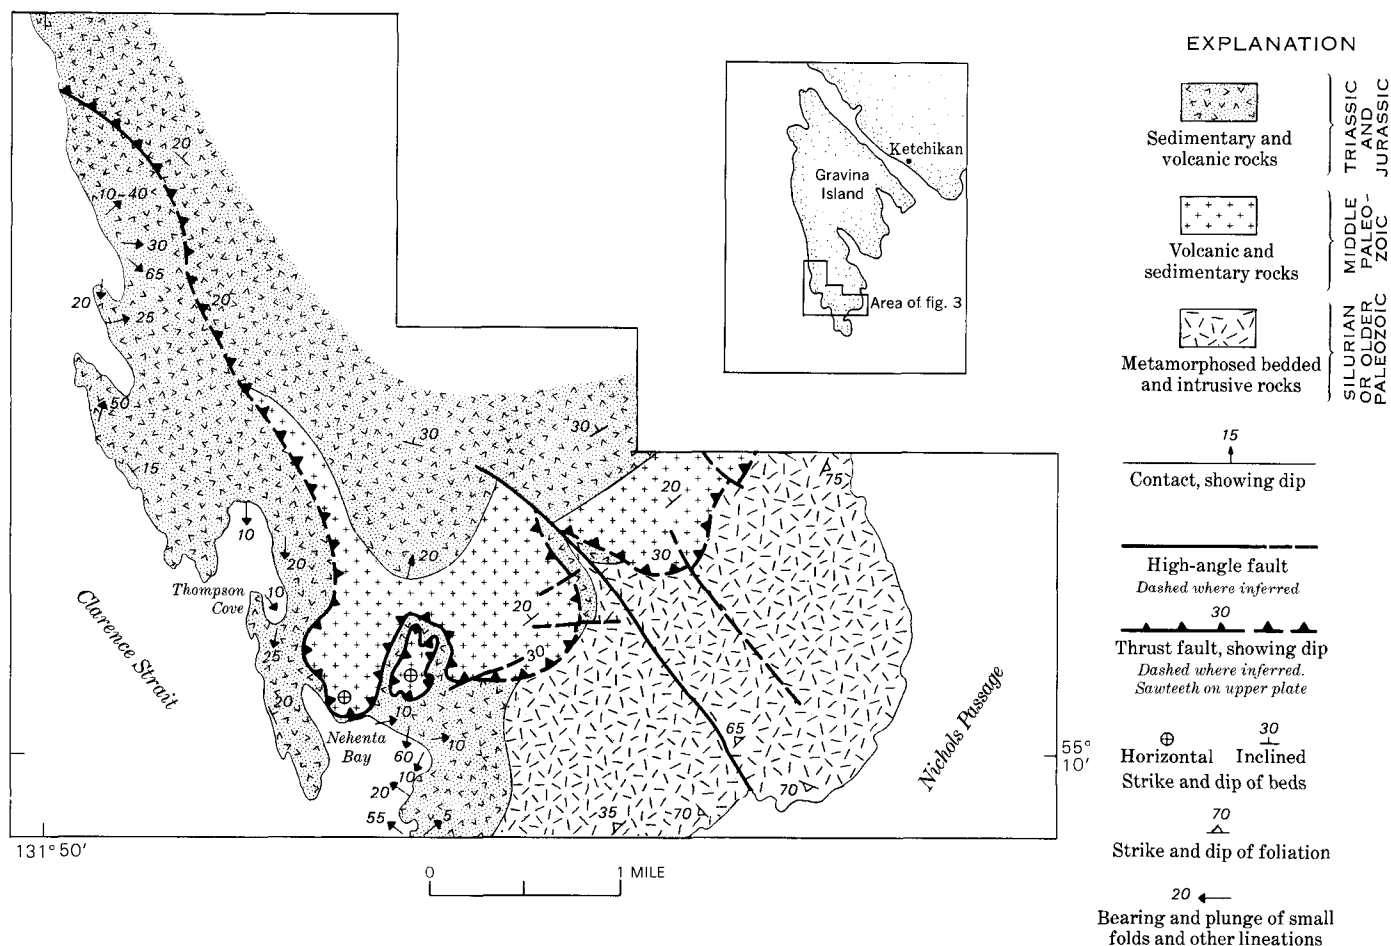 EXPLANATION
Sedimentary and
volcanic rocks
TRIASSIC
AND
JURASSIC
Volcanic and
sedimentary rocks
MIDDLE
PALEO-
ZOIC
Metamorphosed bedded
and intrusive rocks
SILURIAN
OR OLDER
PALEOZOIC
15
Contact, showing dip
High-angle fault
Dashed where inferred
30
Thrust fault, showing dip
Dashed where inferred.
Sawteeth on upper plate
30
Horizontal Inclined
Strike and dip of beds
70
Strike and dip of foliation
20
Bearing and plunge of small
folds and other lineations
Ketchikan
Gravina
Island
Area of fig. 3
20
10-40
30
65
20
20
25
50
15
30
30
20
75
10
20
20
30
Thompson
Cove
10
20
25
30
20
10
Nehenta
Bay
10
60
10
20
55
5
65
70
35
70
Clarence Strait
Nichols Passage
55°
10'
131°50'
0
1 MILE